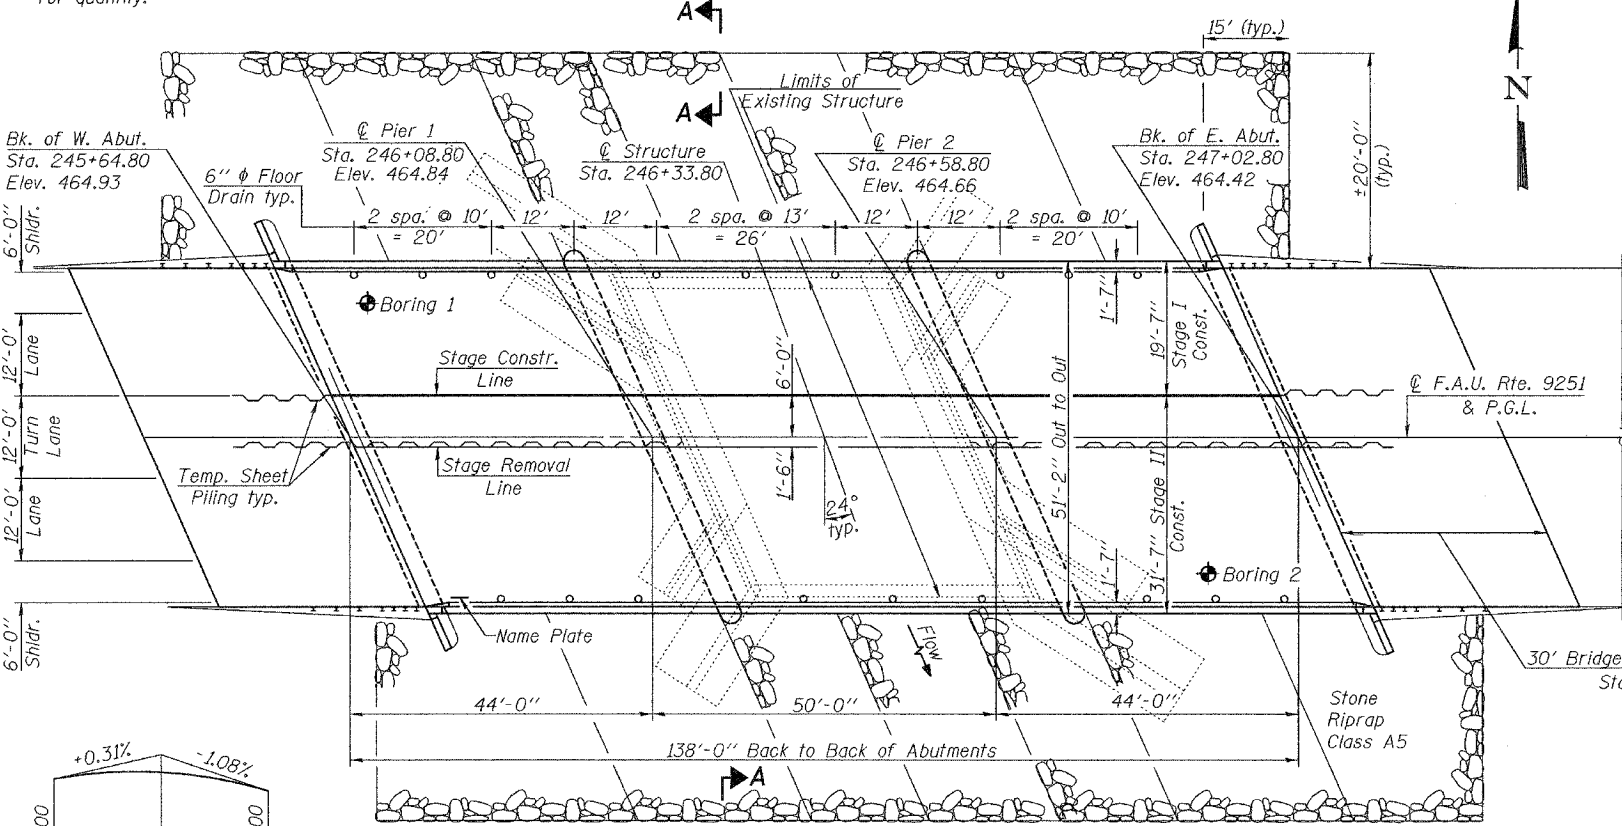 for quantity.
A
15' (typ.)
Limits of
Existing Structure
A
N
Bk. of W. Abut.
Sta. 245+64.80
Elev. 464.93
℄ Pier 1
Sta. 246+08.80
Elev. 464.84
℄ Structure
Sta. 246+33.80
℄ Pier 2
Sta. 246+58.80
Elev. 464.66
Bk. of E. Abut.
Sta. 247+02.80
Elev. 464.42
±20'-0"
(typ.)
6" ϕ Floor
Drain typ.
2 spa. @ 10'
= 20'
12'
12'
2 spa. @ 13'
= 26'
12'
12'
2 spa. @ 10'
= 20'
6'-0"
Shldr.
Boring 1
1'-7"
19'-7"
Stage I
Const.
12'-0'
Lane
Stage Constr.
Line
6'-0"
51'-2" Out to Out
℄ F.A.U. Rte. 9251
& P.G.L.
12'-0'
Turn
Lane
Temp. Sheet
Piling typ.
Stage Removal
Line
1'-6"
24°
typ.
31'-7" Stage II
Const.
12'-0'
Lane
1'-7"
Boring 2
6'-0"
Shldr.
Name Plate
Flow
30' Bridge
44'-0"
50'-0"
44'-0"
Stone
Riprap
Class A5
138'-0" Back to Back of Abutments
+0.31%
-1.08%
A